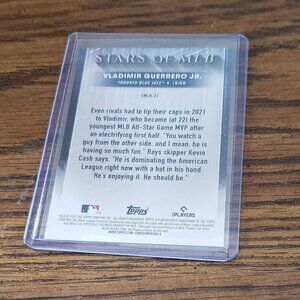 STARS OF MLB
VLADIMIR GUERRERO JR.
TORONTO BLUE JAYS
SMLB-27
Even rivals had to tip their caps in 2021
to Vladimir, who became (at 22) the
youngest MLB All-Star Game MVP after
an electrifying first half. "You watch a
guy from the other side, and I mean, he is
having so much fun," Rays skipper Kevin
Cash says. "He is dominating the American
League right now with a bat in his hand.
He's enjoying it. He should be."
topps
PLAYERS